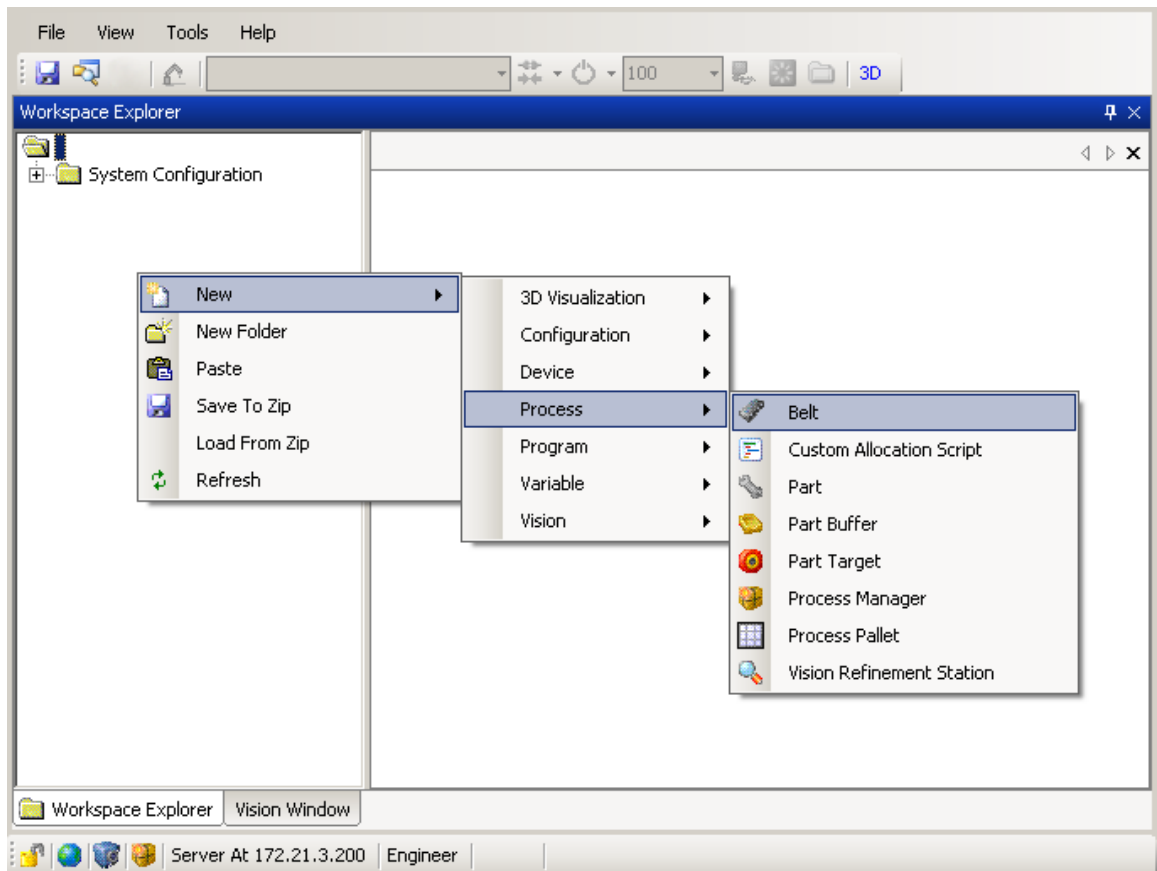 File View Tools Help
100 3D
Workspace Explorer
System Configuration
New
New Folder
Paste
Save To Zip
Load From Zip
Refresh
3D Visualization
Configuration
Device
Process
Program
Variable
Vision
Belt
Custom Allocation Script
Part
Part Buffer
Part Target
Process Manager
Process Pallet
Vision Refinement Station
Workspace Explorer Vision Window
Server At 172.21.3.200 Engineer